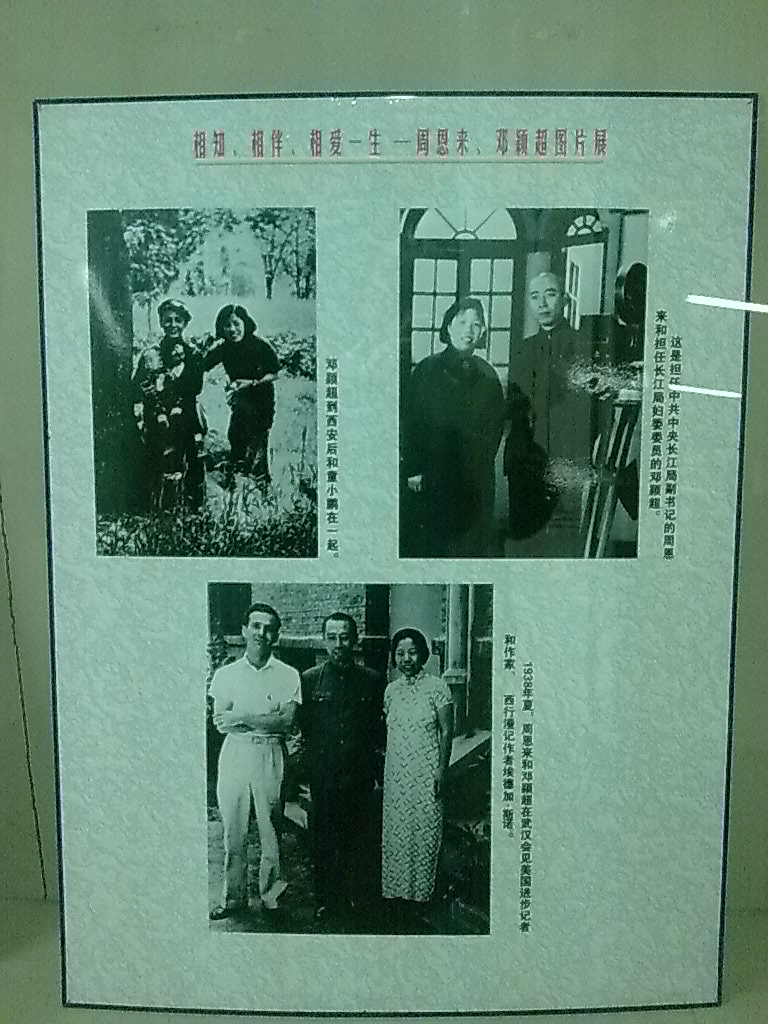 相知、相伴、相爱一生—周恩来、邓颖超图片展
邓颖超到西安后和童小鹏在一起。
这是担任中共中央长江局副书记的周恩
来和担任长江局妇委委员的邓颖超。
1938年夏，周恩来和邓颖超在武汉会见美国进步记者
和作家、西行漫记作者埃德加·斯诺。